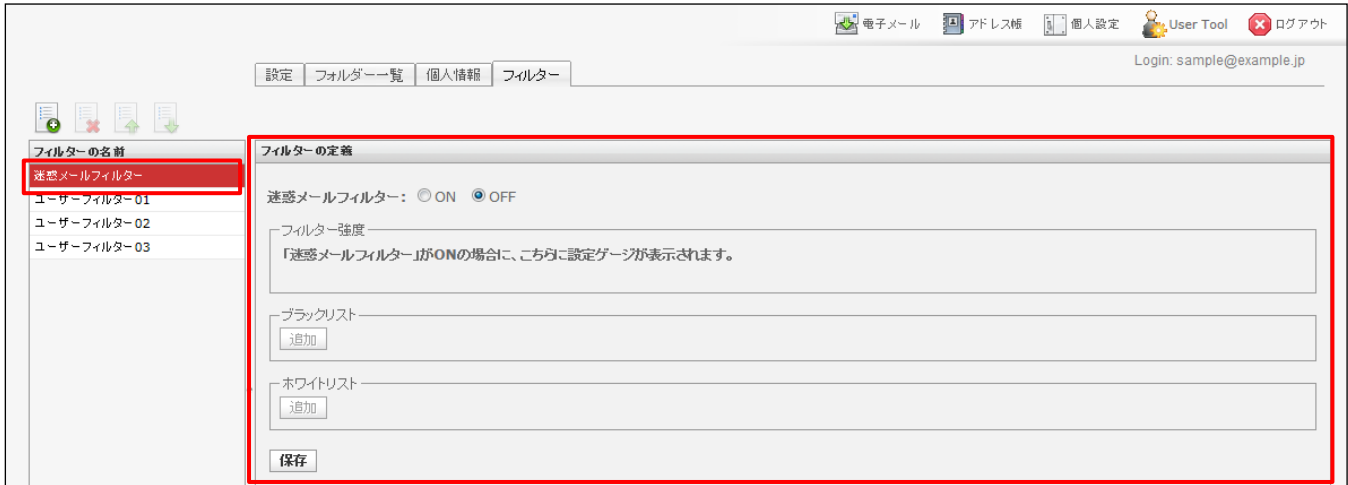 電子メール アドレス帳 個人設定 User Tool ログアウト
Login: sample@example.jp
設定 フォルダー一覧 個人情報 フィルター
フィルターの名前
迷惑メールフィルター
ユーザーフィルター01
ユーザーフィルター02
ユーザーフィルター03
フィルターの定義
迷惑メールフィルター: ON OFF
フィルター強度
「迷惑メールフィルター」がONの場合に、こちらに設定ゲージが表示されます。
ブラックリスト
追加
ホワイトリスト
追加
保存